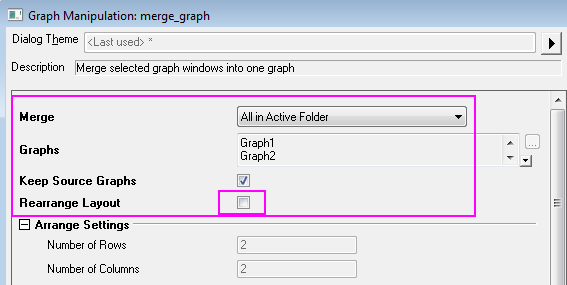 Graph Manipulation: merge_graph
Dialog Theme <Last used> *
Description Merge selected graph windows into one graph
Merge All in Active Folder
Graphs Graph1
Graph2
...
Keep Source Graphs
Rearrange Layout
Arrange Settings
Number of Rows 2
Number of Columns 2